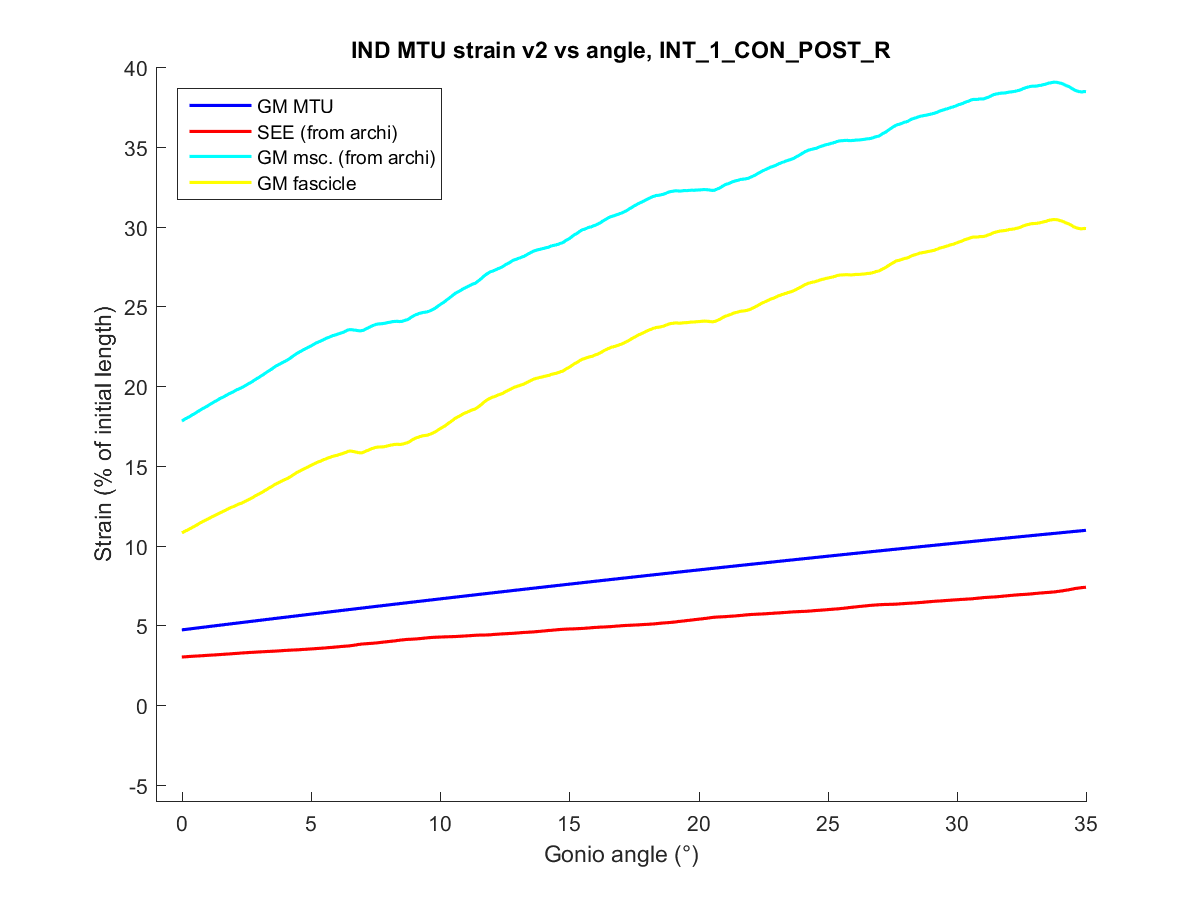 IND MTU strain v2 vs angle, INT_1_CON_POST_R
GM MTU
SEE (from archi)
GM msc. (from archi)
GM fascicle
Strain (% of initial length)
40
35
30
25
20
15
10
5
0
-5
0 5 10 15 20 25 30 35
Gonio angle (°)